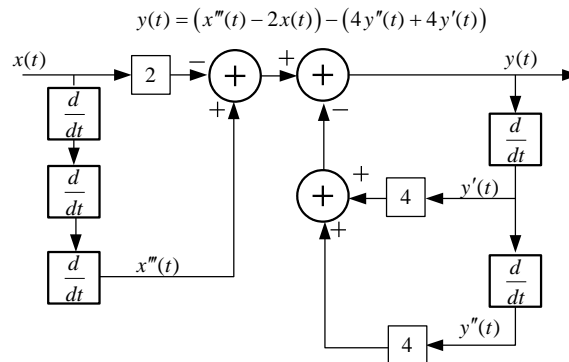 y(t) = (x‴(t) − 2x(t)) − (4y″(t) + 4y′(t))
x(t)
2
−
+
+
+
+
−
y(t)
d
dt
d
dt
d
dt
x‴(t)
+
+
4
+
y′(t)
d
dt
d
dt
4
y″(t)